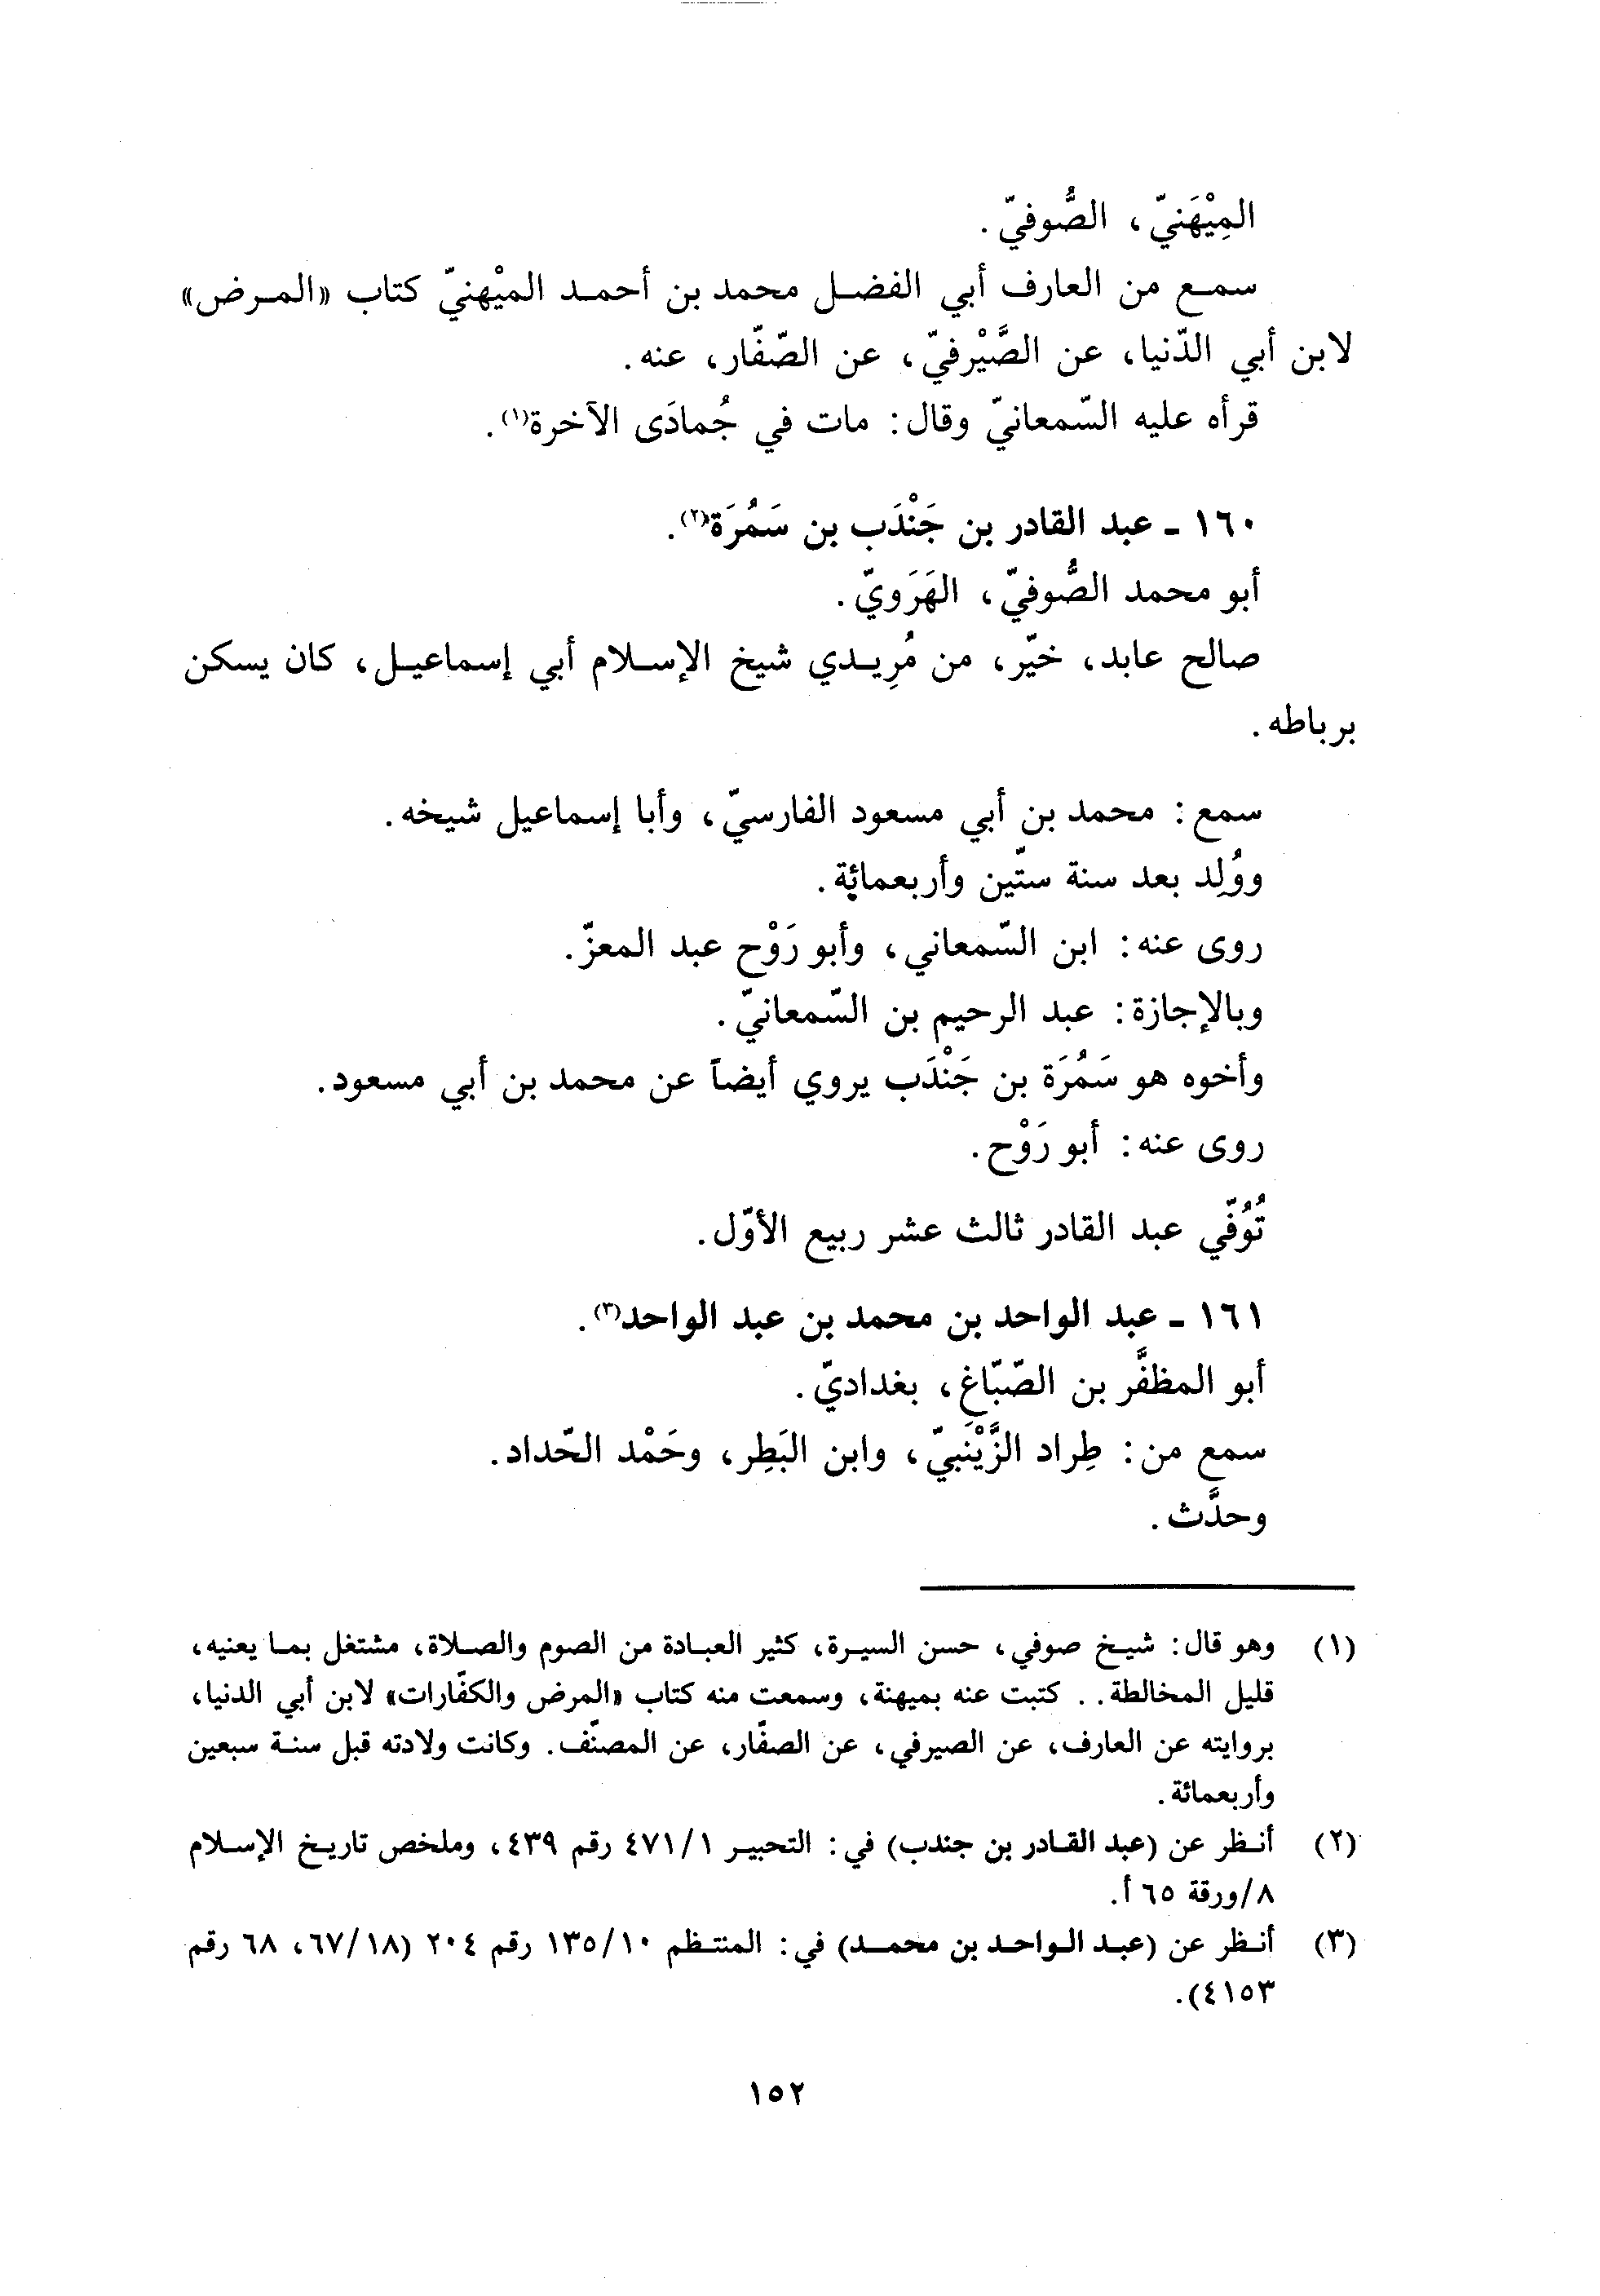 المِيْهَنيّ، الصُّوفيّ.
سمع من العارف أبي الفضل محمد بن أحمد الميْهنيّ كتاب «المرض»
لابن أبي الدّنيا، عن الصَّيْرفيّ، عن الصّفّار، عنه.
قرأه عليه السّمعانيّ وقال: مات في جُمادَى الآخرة(١).
١٦٠ ـ عبد القادر بن جَنْدَب بن سَمُرَة(٢).
أبو محمد الصُّوفيّ، الهَرَويّ.
صالح عابد، خيّر، من مُرِيدي شيخ الإسلام أبي إسماعيل، كان يسكن
برباطه.
سمع: محمد بن أبي مسعود الفارسيّ، وأبا إسماعيل شيخه.
ووُلِد بعد سنة ستّين وأربعمائة.
روى عنه: ابن السّمعاني، وأبو رَوْح عبد المعزّ.
وبالإجازة: عبد الرحيم بن السّمعانيّ.
وأخوه هو سَمُرَة بن جَنْدَب يروي أيضاً عن محمد بن أبي مسعود.
روى عنه: أبو رَوْح.
تُوُفّي عبد القادر ثالث عشر ربيع الأوّل.
١٦١ ـ عبد الواحد بن محمد بن عبد الواحد(٣).
أبو المظفَّر بن الصّبّاغ، بغداديّ.
سمع من: طِراد الزَّيْنَبيّ، وابن البَطِر، وحَمْد الحّداد.
وحدَّث.
(١) وهو قال: شيخ صوفي، حسن السيرة، كثير العبادة من الصوم والصلاة، مشتغل بما يعنيه،
قليل المخالطة. . كتبت عنه بميهنة، وسمعت منه كتاب «المرض والكفّارات» لابن أبي الدنيا،
بروايته عن العارف، عن الصيرفي، عن الصفّار، عن المصنّف. وكانت ولادته قبل سنة سبعين
وأربعمائة.
(٢) أنظر عن (عبد القادر بن جندب) في: التحبير ٤٧١/١ رقم ٤٣٩، وملخص تاريخ الإسلام
٨/ورقة ٦٥ أ.
(٣) أنظر عن (عبد الواحد بن محمد) في: المنتظم ١٣٥/١٠ رقم ٢٠٤ (٦٧/١٨، ٦٨ رقم
٤١٥٣).
١٥٢